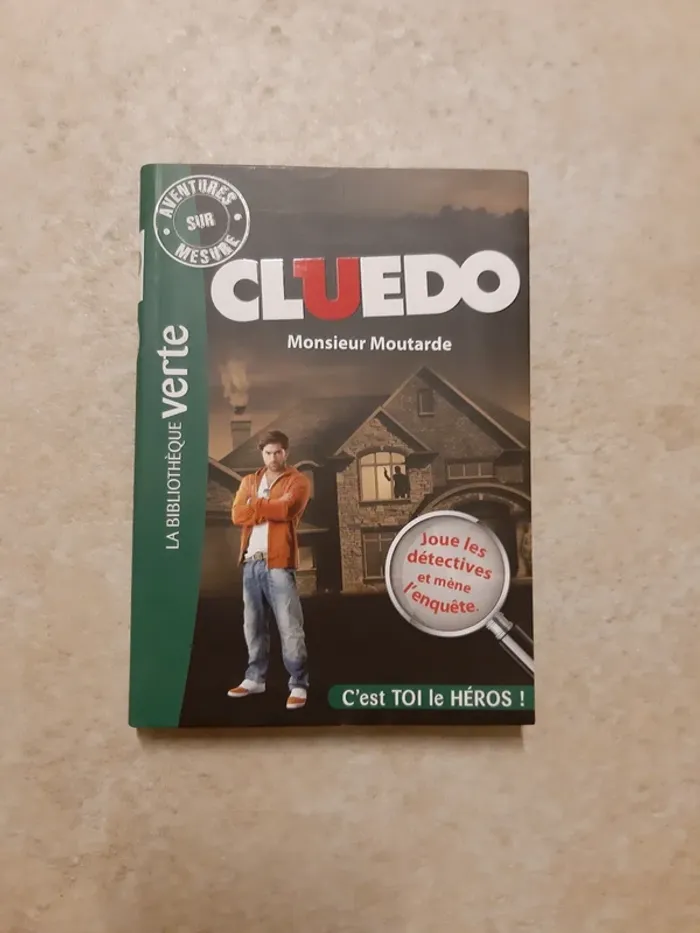 AVENTURES
SUR
MESURE
CLUEDO
Monsieur Moutarde
LA BIBLIOTHÈQUE verte
Joue les
détectives
et mène
l'enquête.
C'est TOI le HÉROS !